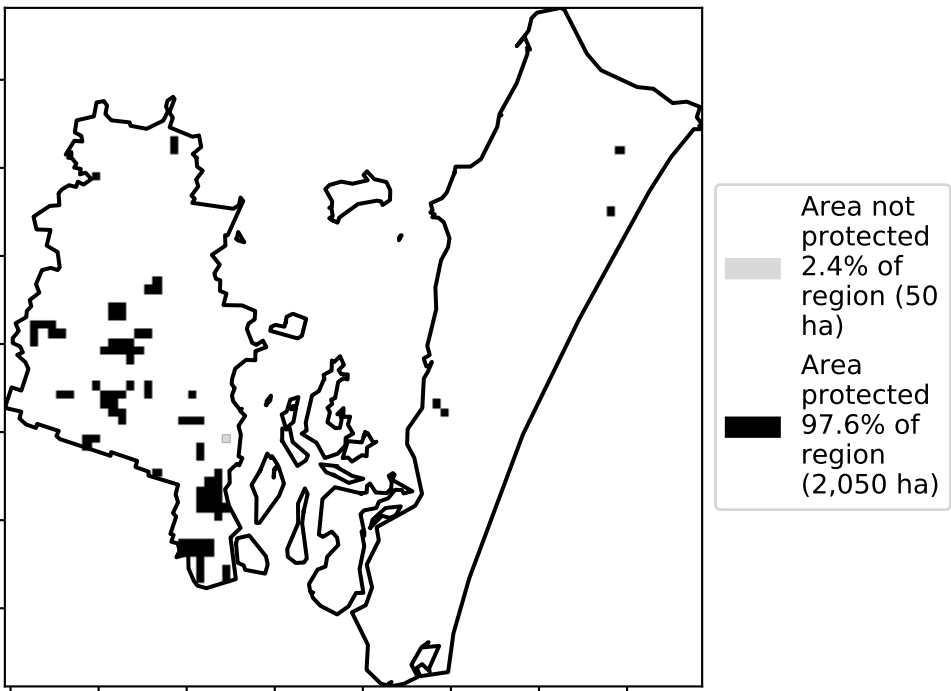 Area not
protected
2.4% of
region (50
ha)
Area
protected
97.6% of
region
(2,050 ha)